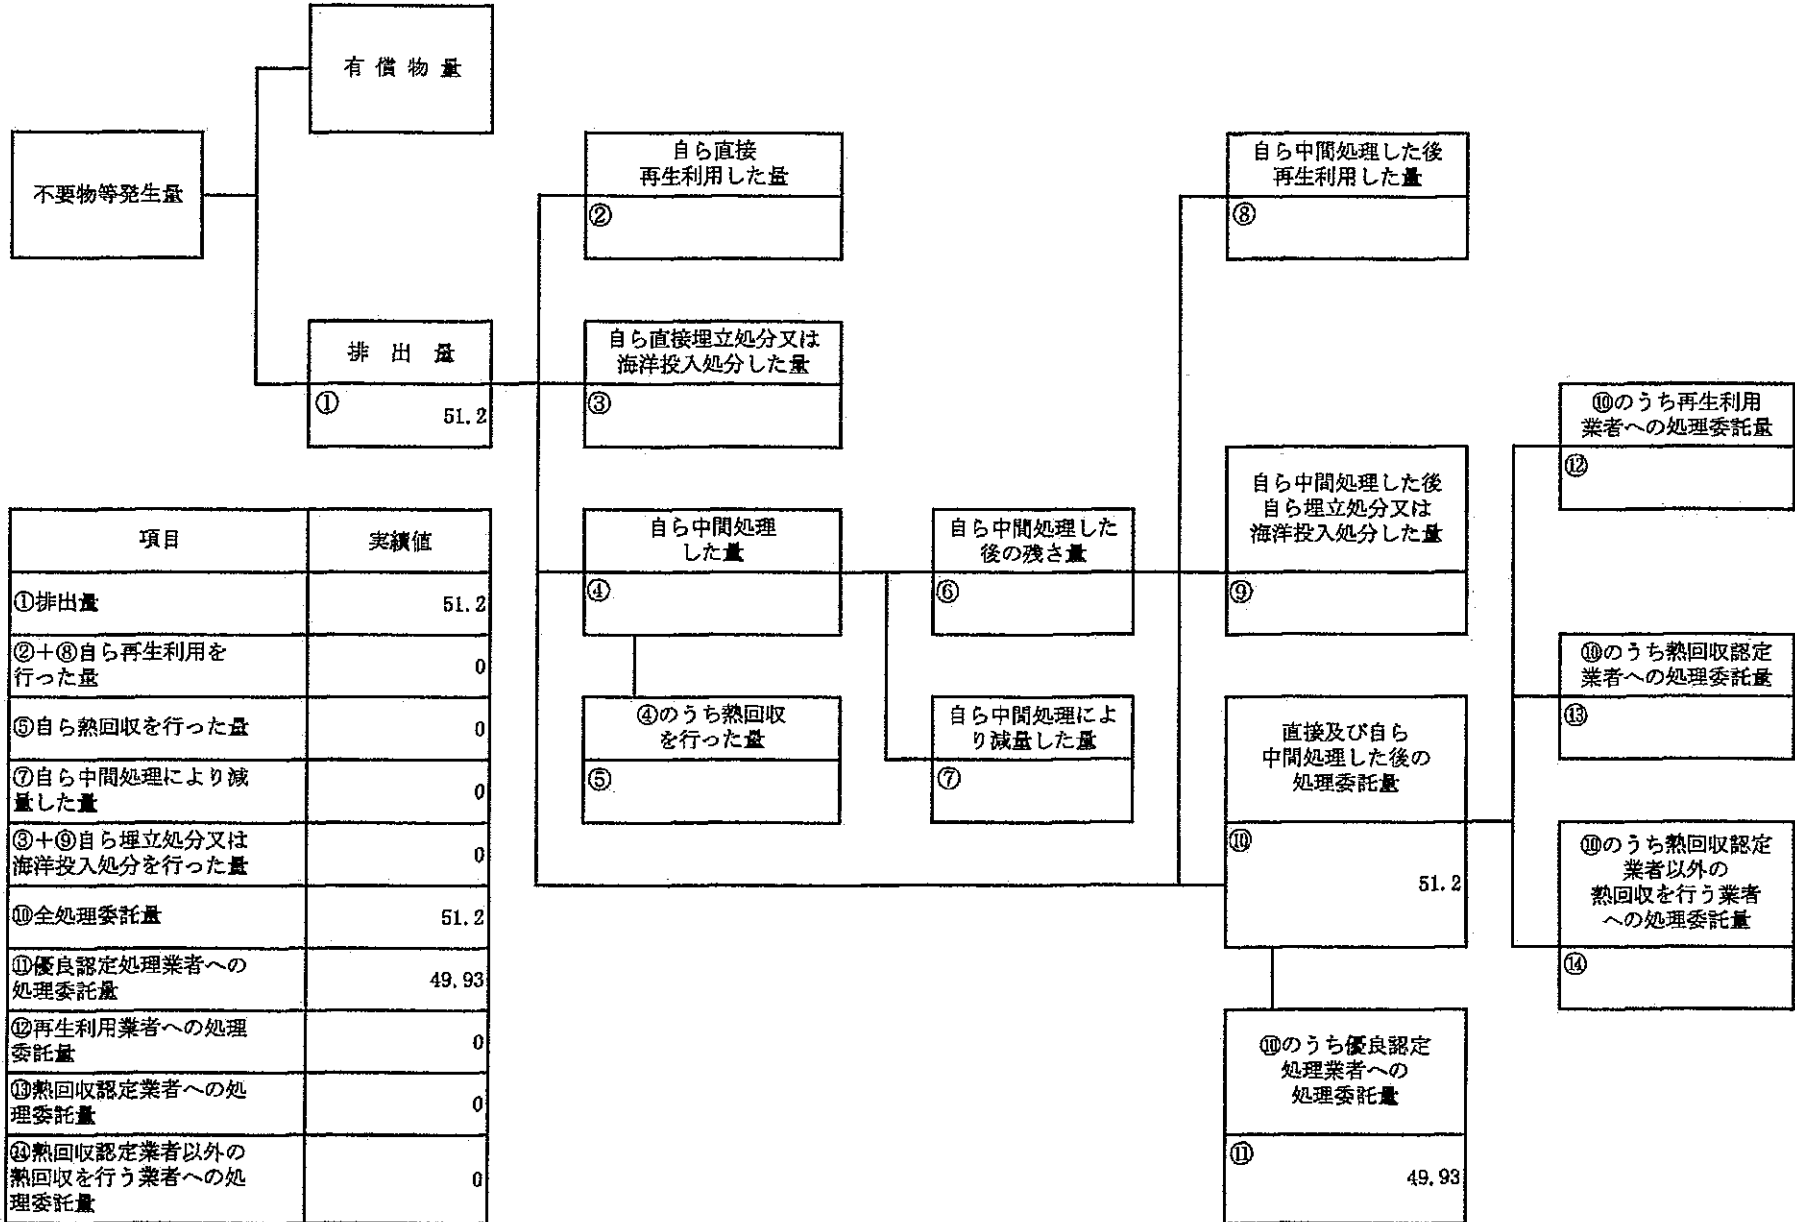 有償物量
不要物等発生量
排出量
①
51.2
自ら直接
再生利用した量
②
自ら直接埋立処分又は
海洋投入処分した量
③
自ら中間処理
した量
④
④のうち熱回収
を行った量
⑤
自ら中間処理した
後の残さ量
⑥
自ら中間処理によ
り減量した量
⑦
自ら中間処理した後
再生利用した量
⑧
自ら中間処理した後
自ら埋立処分又は
海洋投入処分した量
⑨
直接及び自ら
中間処理した後の
処理委託量
⑩
51.2
⑩のうち優良認定
処理業者への
処理委託量
⑪
49.93
⑩のうち再生利用
業者への処理委託量
⑫
⑩のうち熱回収認定
業者への処理委託量
⑬
⑩のうち熱回収認定
業者以外の
熱回収を行う業者
への処理委託量
⑭
項目 実績値
①排出量 51.2
②+⑧自ら再生利用を
行った量 0
⑤自ら熱回収を行った量 0
⑦自ら中間処理により減
量した量 0
③+⑨自ら埋立処分又は
海洋投入処分を行った量 0
⑩全処理委託量 51.2
⑪優良認定処理業者への
処理委託量 49.93
⑫再生利用業者への処理
委託量 0
⑬熱回収認定業者への処
理委託量 0
⑭熱回収認定業者以外の
熱回収を行う業者への処
理委託量 0